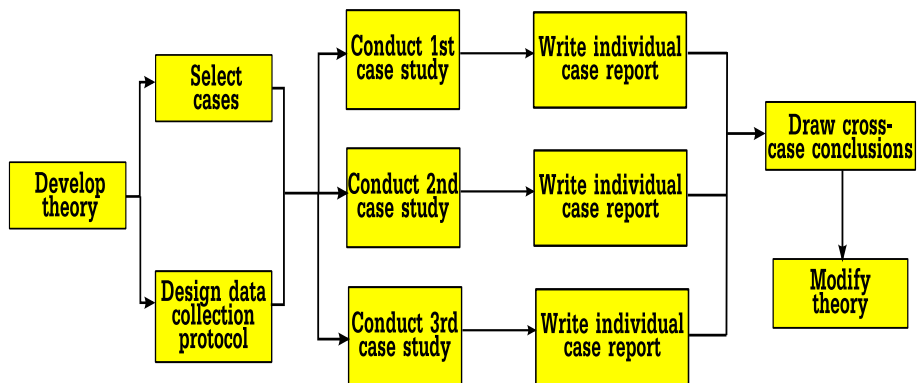 Develop
theory
Select
cases
Design data
collection
protocol
Conduct 1st
case study
Write individual
case report
Conduct 2nd
case study
Write individual
case report
Conduct 3rd
case study
Write individual
case report
Draw cross-
case conclusions
Modify
theory